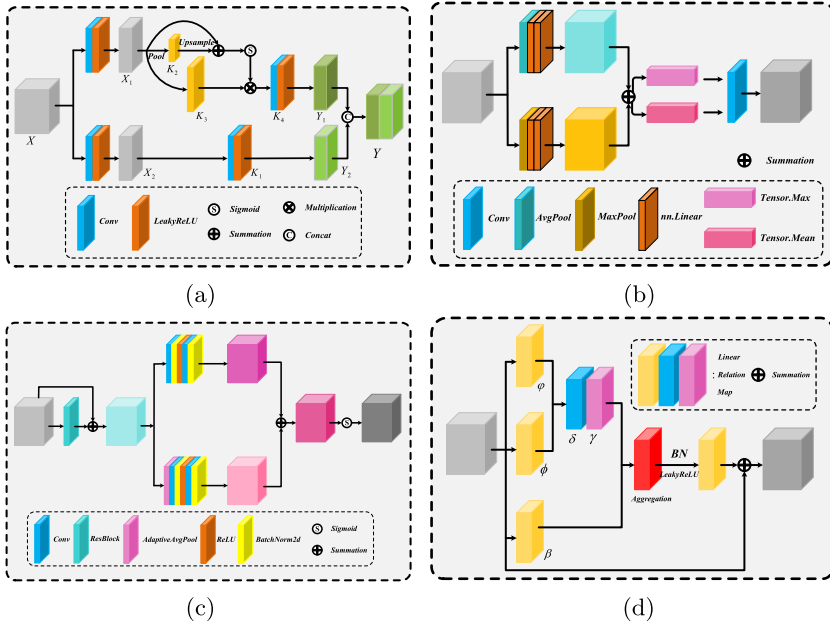 X
X1
Pool
Upsample
K2
S
K3
K4
Y1
C
Y
X2
K1
Y2
Conv
LeakyReLU
S Sigmoid
Summation
Multiplication
C Concat
(a)
Summation
Conv
AvgPool
MaxPool
nn.Linear
Tensor.Max
Tensor.Mean
(b)
S
Conv
ResBlock
AdaptiveAvgPool
ReLU
BatchNorm2d
S Sigmoid
Summation
(c)
φ
ϕ
β
δ
γ
Linear
: Relation
Map
Summation
BN
LeakyReLU
Aggregation
(d)